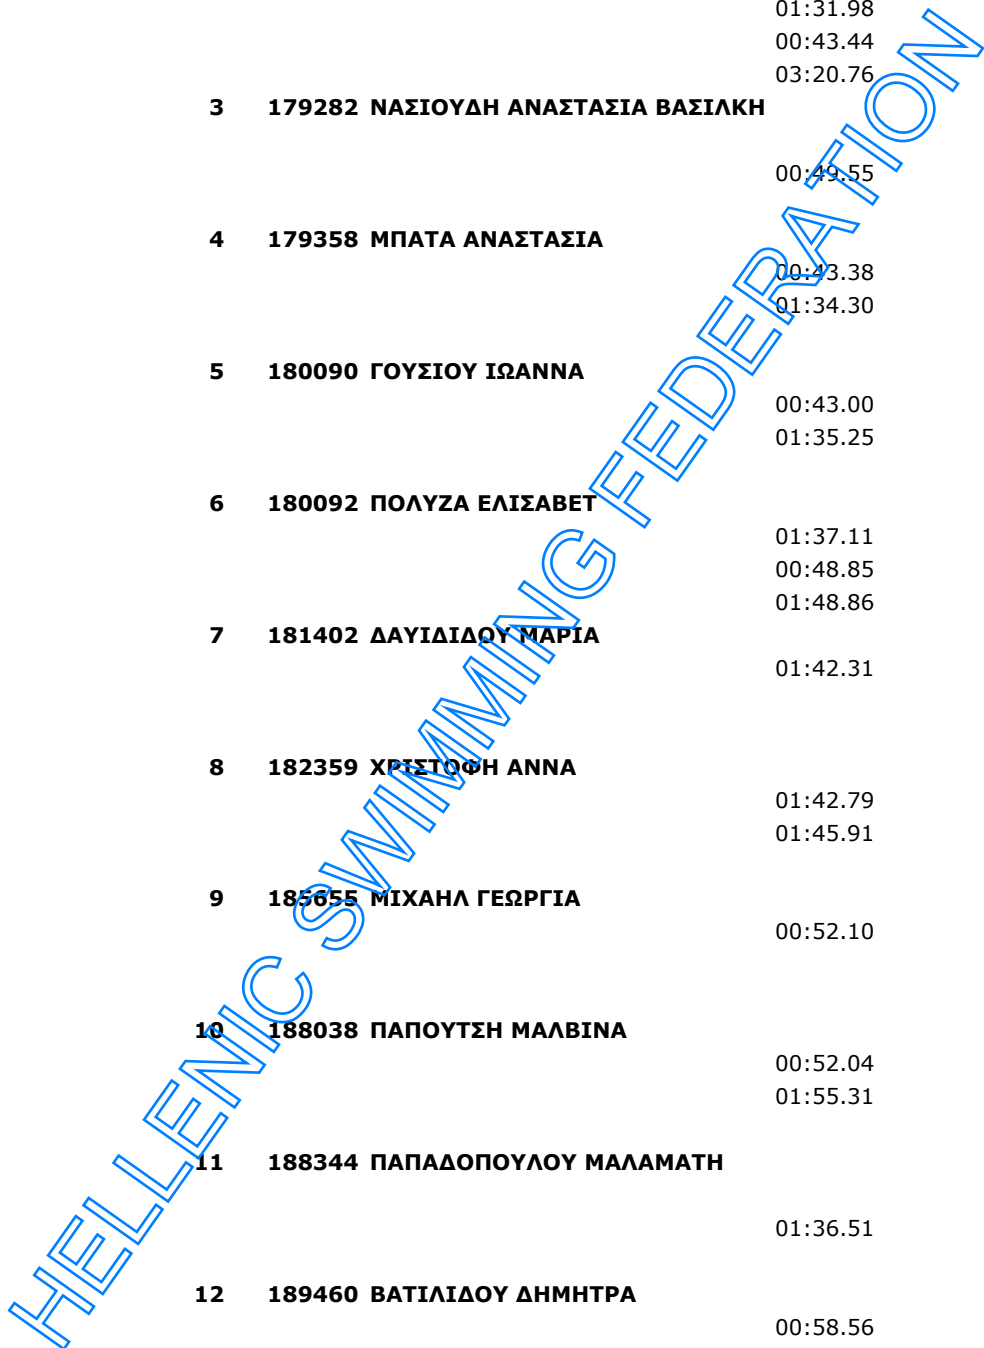 01:31.98
00:43.44
03:20.76
3 179282 ΝΑΣΙΟΥΔΗ ΑΝΑΣΤΑΣΙΑ ΒΑΣΙΛΚΗ
00:49.55
4 179358 ΜΠΑΤΑ ΑΝΑΣΤΑΣΙΑ
00:43.38
01:34.30
5 180090 ΓΟΥΣΙΟΥ ΙΩΑΝΝΑ
00:43.00
01:35.25
6 180092 ΠΟΛΥΖΑ ΕΛΙΣΑΒΕΤ
01:37.11
00:48.85
01:48.86
7 181402 ΔΑΥΙΔΙΔΟΥ ΜΑΡΙΑ
01:42.31
8 182359 ΧΡΙΣΤΟΦΗ ΑΝΝΑ
01:42.79
01:45.91
9 185655 ΜΙΧΑΗΛ ΓΕΩΡΓΙΑ
00:52.10
10 188038 ΠΑΠΟΥΤΣΗ ΜΑΛΒΙΝΑ
00:52.04
01:55.31
11 188344 ΠΑΠΑΔΟΠΟΥΛΟΥ ΜΑΛΑΜΑΤΗ
01:36.51
12 189460 ΒΑΤΙΛΙΔΟΥ ΔΗΜΗΤΡΑ
00:58.56
HELLENIC SWIMMING FEDERATION